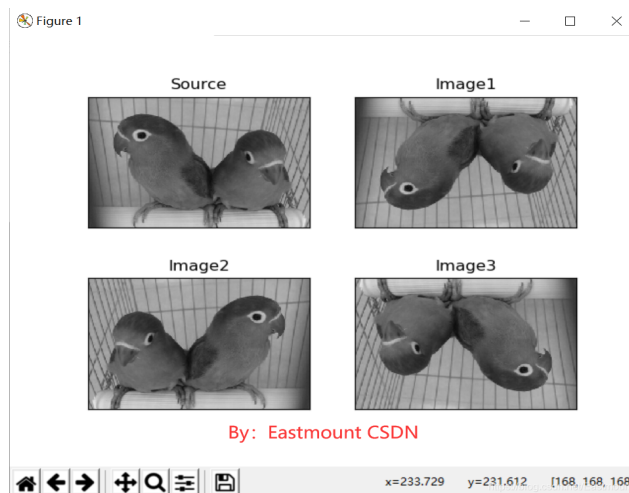 Figure 1
Source
Image1
Image2
Image3
By：Eastmount CSDN
x=233.729 y=231.612 [168, 168, 168